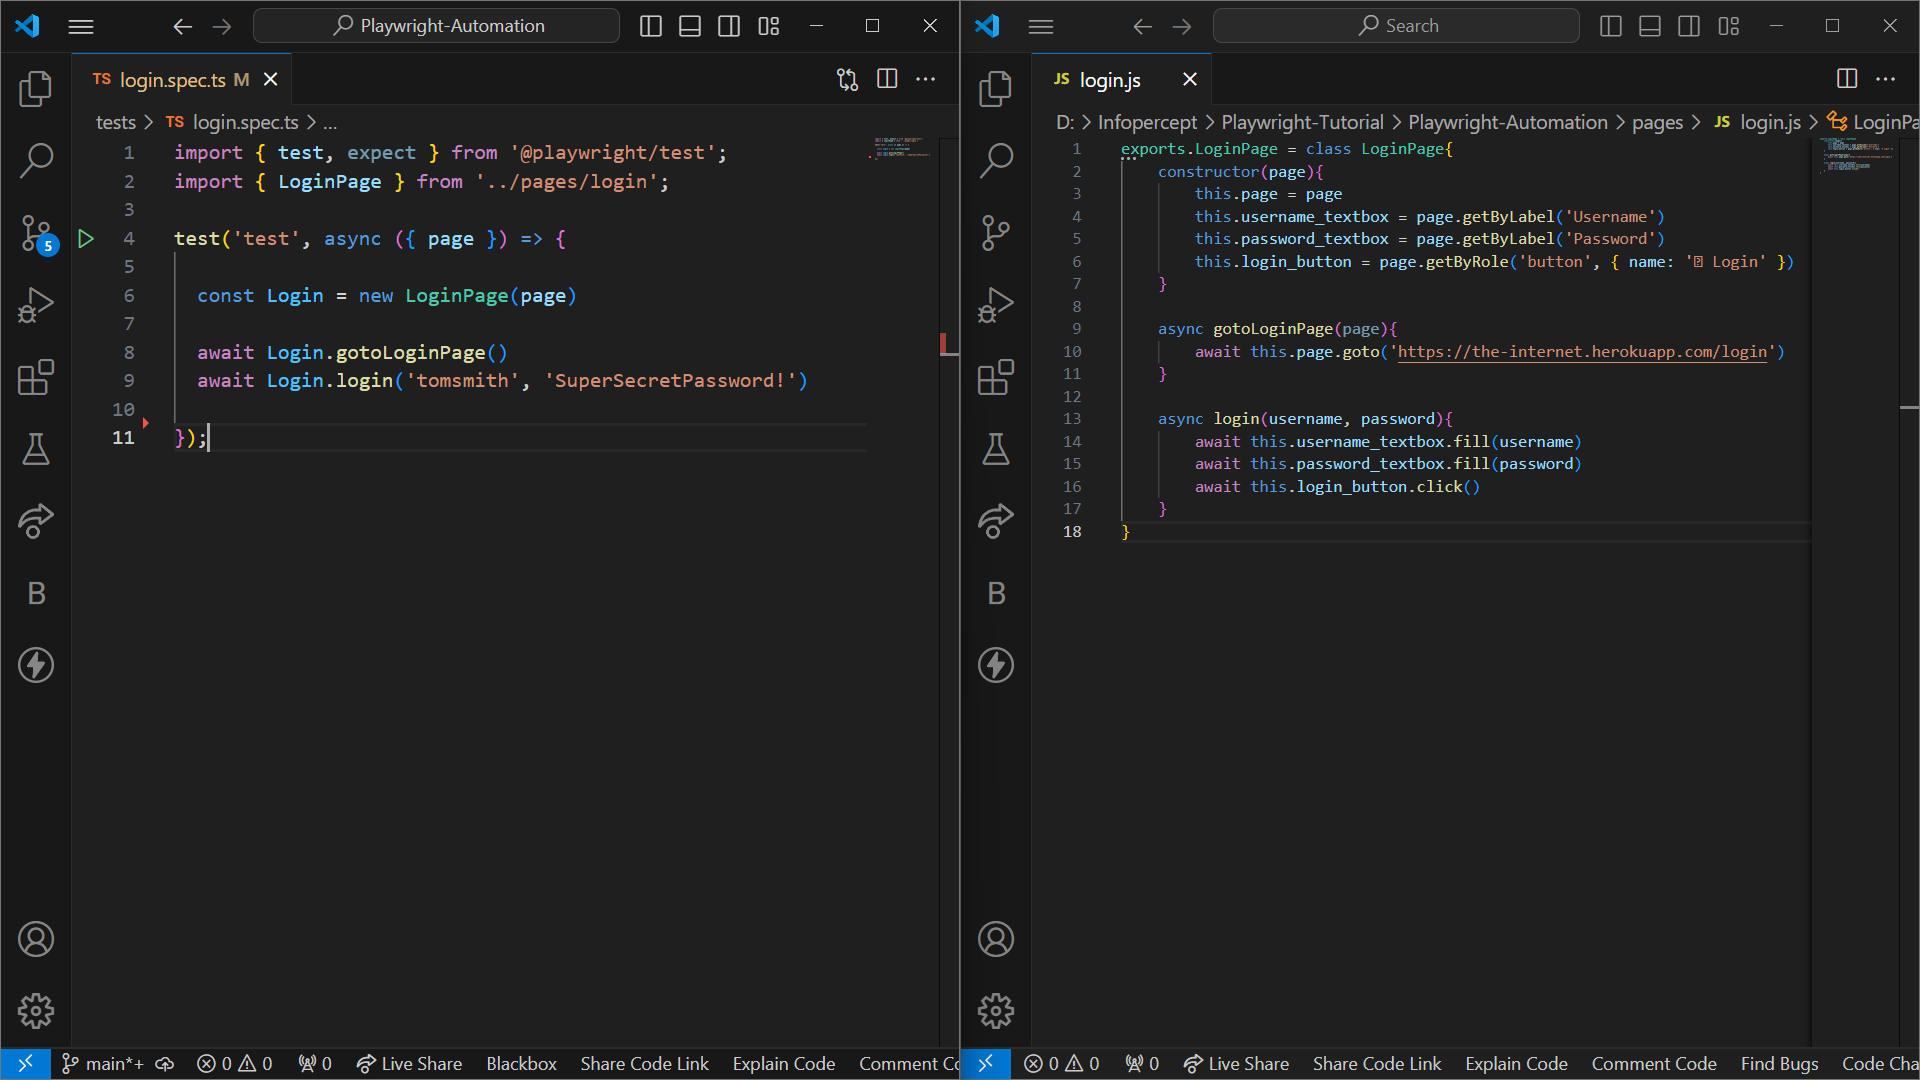 Playwright-Automation
TS login.spec.ts M
tests > TS login.spec.ts > ...
1 import { test, expect } from '@playwright/test';
2 import { LoginPage } from '../pages/login';
3
4 test('test', async ({ page }) => {
5
6 const Login = new LoginPage(page)
7
8 await Login.gotoLoginPage()
9 await Login.login('tomsmith', 'SuperSecretPassword!')
10
11 });
5
B
main*+ 0 0 0 Live Share Blackbox Share Code Link Explain Code Comment Co
Search
JS login.js
D: > Infopercept > Playwright-Tutorial > Playwright-Automation > pages > JS login.js > LoginPa
1 exports.LoginPage = class LoginPage{
2 constructor(page){
3 this.page = page
4 this.username_textbox = page.getByLabel('Username')
5 this.password_textbox = page.getByLabel('Password')
6 this.login_button = page.getByRole('button', { name: ' Login' })
7 }
8
9 async gotoLoginPage(page){
10 await this.page.goto('https://the-internet.herokuapp.com/login')
11 }
12
13 async login(username, password){
14 await this.username_textbox.fill(username)
15 await this.password_textbox.fill(password)
16 await this.login_button.click()
17 }
18 }
B
0 0 0 Live Share Share Code Link Explain Code Comment Code Find Bugs Code Cha